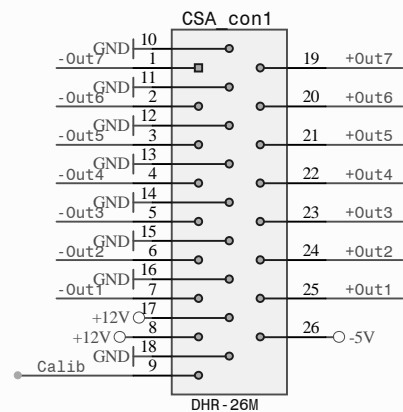 CSA_con1
GND 10
-Out7 1 19 +Out7
GND 11
-Out6 2 20 +Out6
GND 12
-Out5 3 21 +Out5
GND 13
-Out4 4 22 +Out4
GND 14
-Out3 5 23 +Out3
GND 15
-Out2 6 24 +Out2
GND 16
-Out1 7 25 +Out1
+12V 17
+12V 8 26 -5V
GND 18
Calib 9
DHR-26M